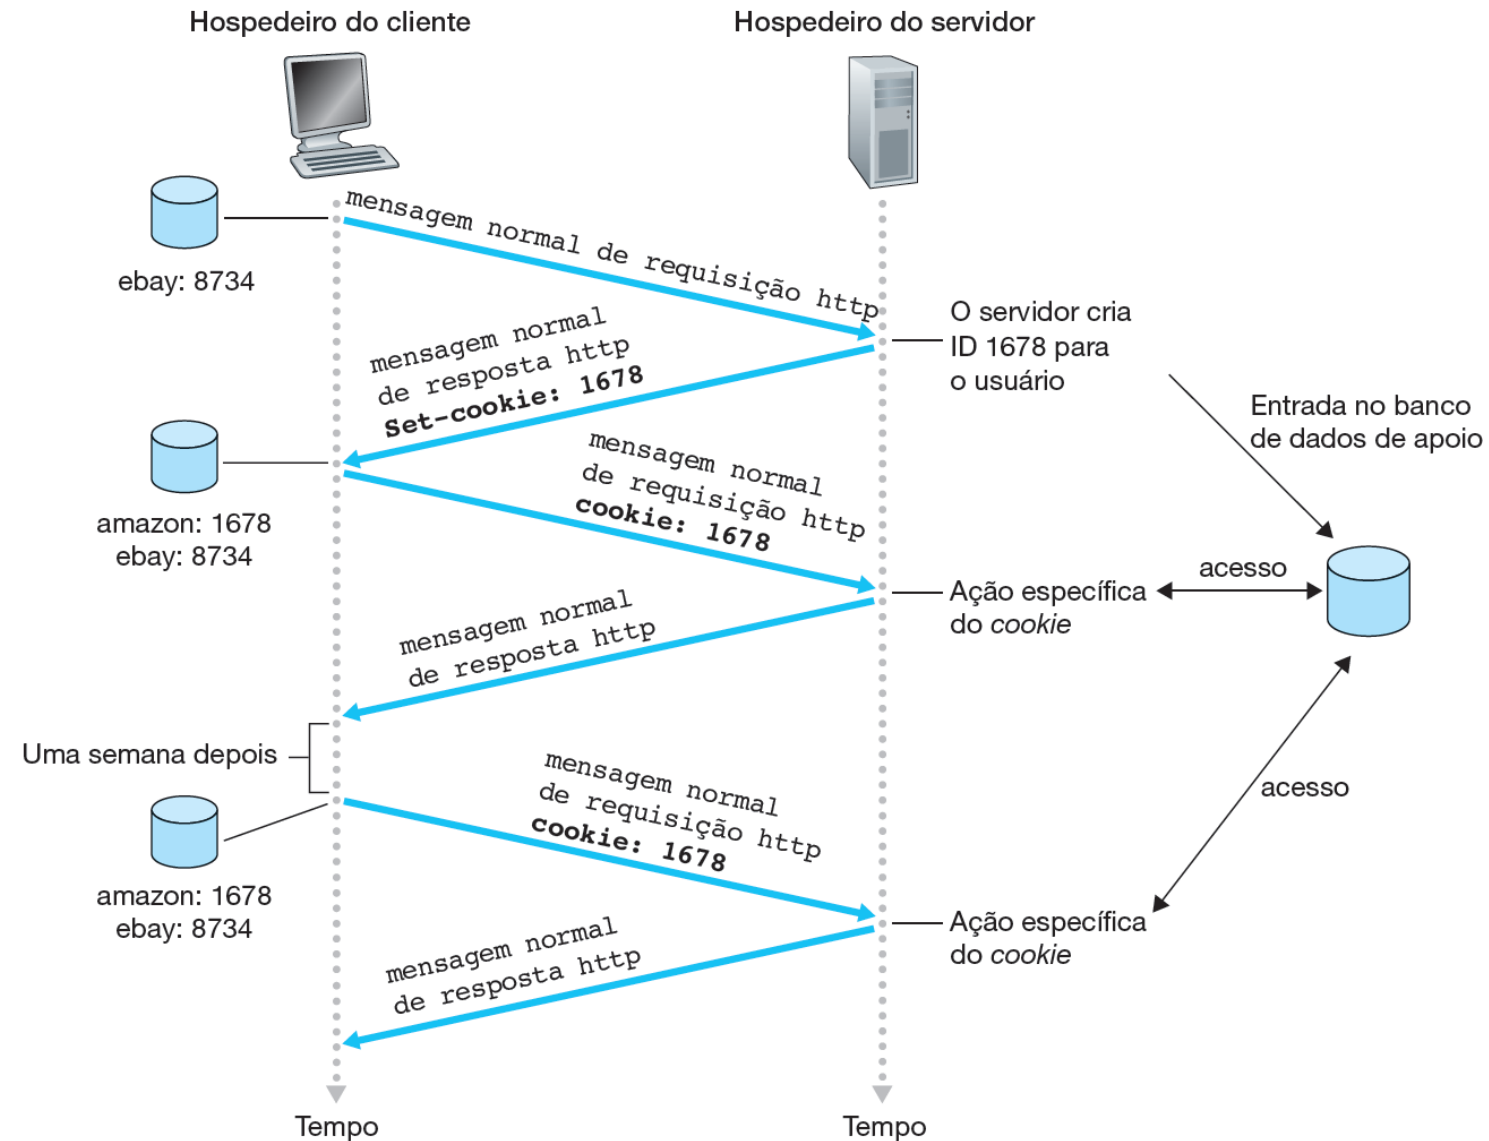 Hospedeiro do cliente
Hospedeiro do servidor
mensagem normal de requisição http
ebay: 8734
O servidor cria
ID 1678 para
o usuário
mensagem normal
de resposta http
Set-cookie: 1678
Entrada no banco
de dados de apoio
amazon: 1678
ebay: 8734
mensagem normal
de requisição http
cookie: 1678
acesso
Ação específica
do cookie
mensagem normal
de resposta http
Uma semana depois
mensagem normal
de requisição http
cookie: 1678
acesso
amazon: 1678
ebay: 8734
Ação específica
do cookie
mensagem normal
de resposta http
Tempo
Tempo